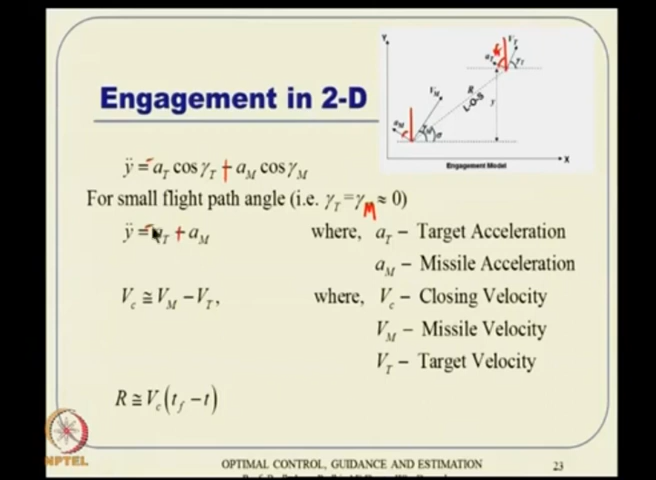 Y
V_T
a_T
γ_T
R
L-O-S
V_M
y
a_M
γ_M
σ
X
Engagement Model
Engagement in 2-D
ÿ = − a_T cos γ_T + a_M cos γ_M
For small flight path angle (i.e. γ_T = γ_M ≈ 0)
ÿ = − a_T + a_M where, a_T – Target Acceleration
a_M – Missile Acceleration
V_c ≅ V_M − V_T, where, V_c – Closing Velocity
V_M – Missile Velocity
V_T – Target Velocity
R ≅ V_c (t_f − t)
NPTEL
OPTIMAL CONTROL, GUIDANCE AND ESTIMATION
23